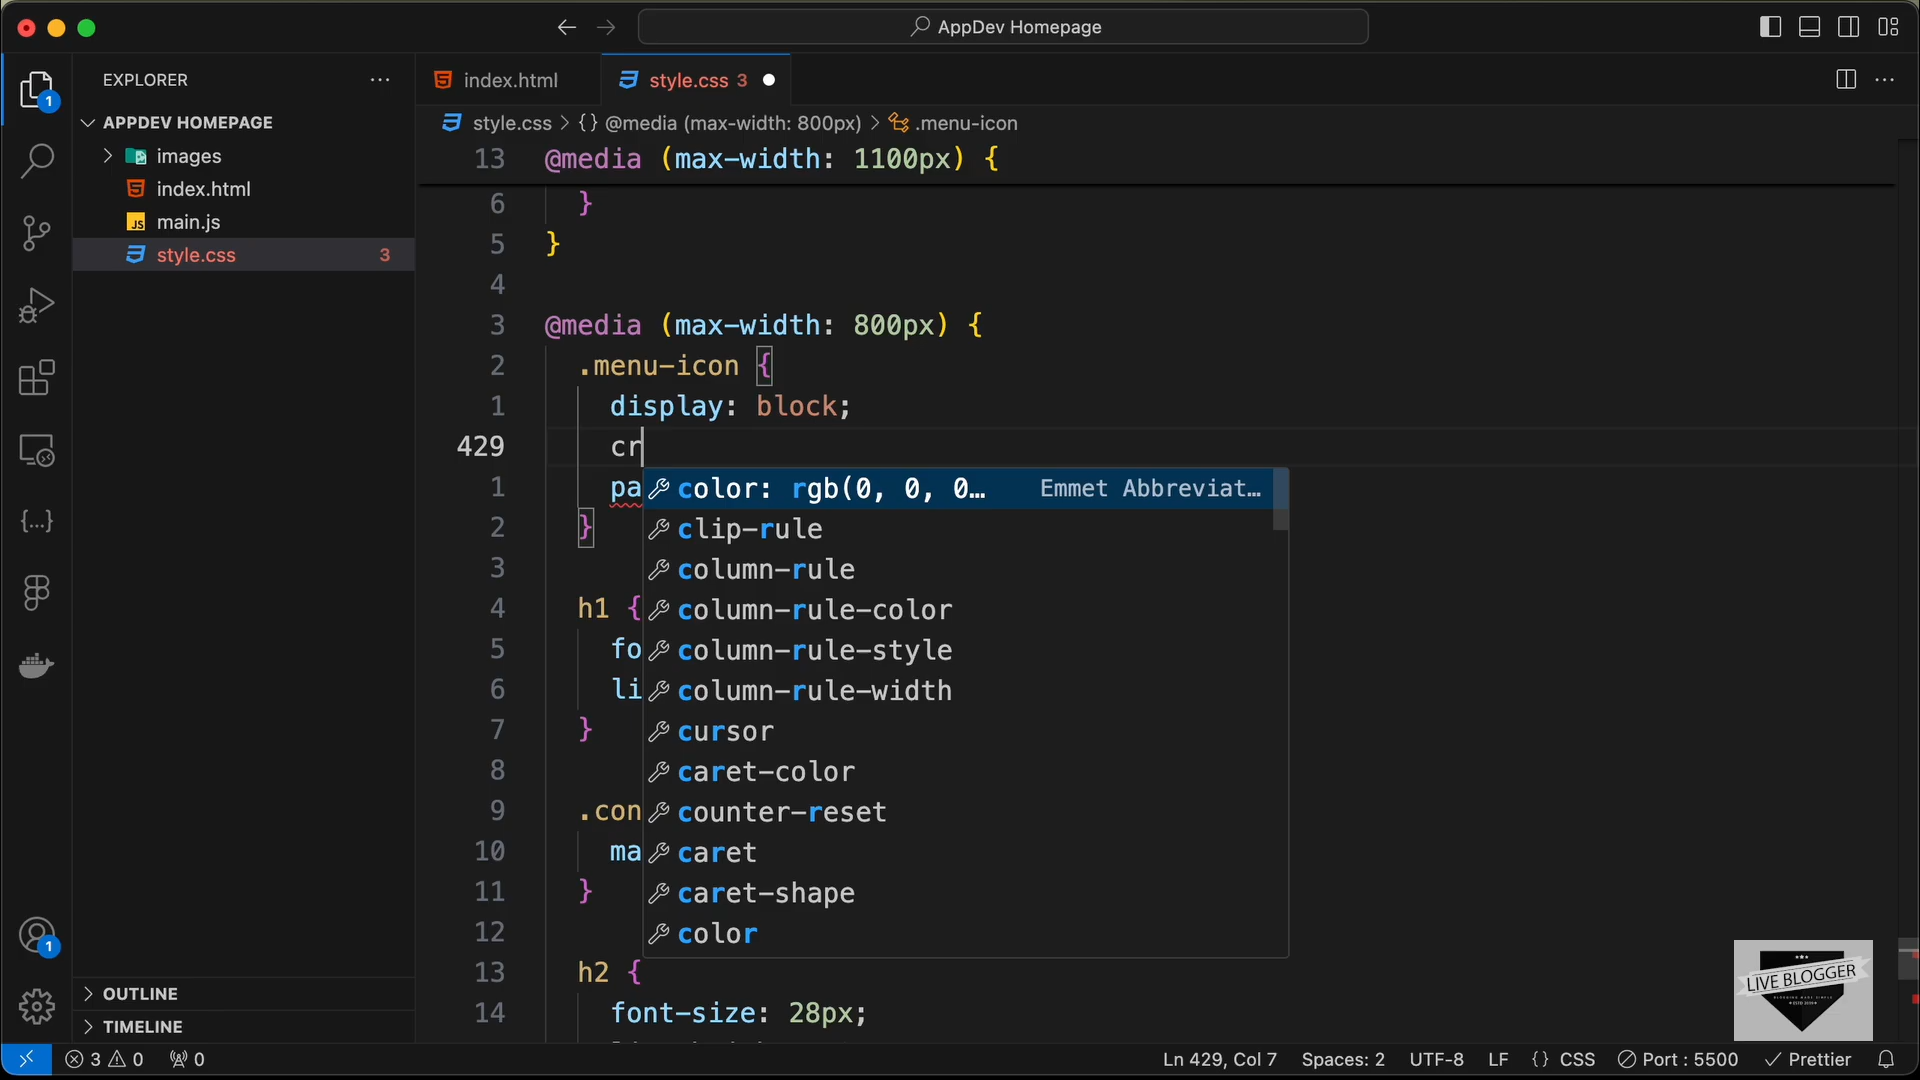 AppDev Homepage
EXPLORER
index.html
style.css 3
1
APPDEV HOMEPAGE
images
index.html
main.js
style.css 3
style.css > {} @media (max-width: 800px) > .menu-icon
13 @media (max-width: 1100px) {
6 }
5 }
4
3 @media (max-width: 800px) {
2 .menu-icon {
1 display: block;
429 cr
1 pa
color: rgb(0, 0, 0… Emmet Abbreviat…
2 }
clip-rule
3
column-rule
4 h1 {
column-rule-color
5 fo
column-rule-style
6 li
column-rule-width
7 }
cursor
8
caret-color
9 .con
counter-reset
10 ma
caret
11 }
caret-shape
12
color
13 h2 {
14 font-size: 28px;
1
OUTLINE
TIMELINE
LIVE BLOGGER
3 0 0
Ln 429, Col 7 Spaces: 2 UTF-8 LF {} CSS Port : 5500 Prettier